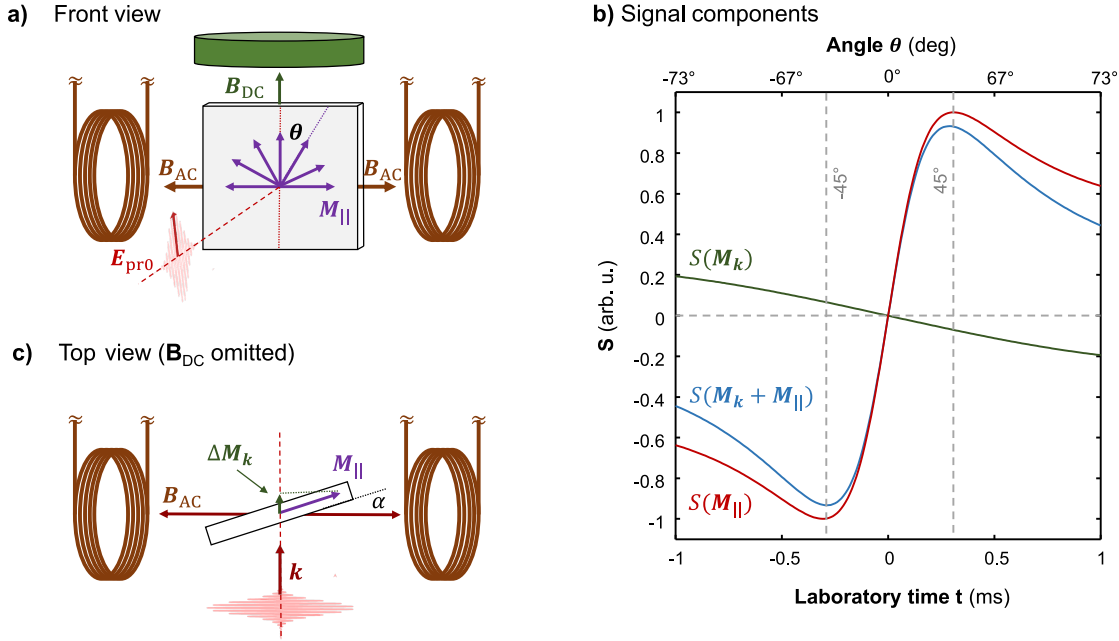 a) Front view
B_DC
θ
B_AC
B_AC
M_||
E_pr0
b) Signal components
Angle θ (deg)
-73° -67° 0° 67° 73°
1
0.8
0.6
0.4
0.2
0
-0.2
-0.4
-0.6
-0.8
-1
S (arb. u.)
-45°
45°
S(M_k)
S(M_k + M_||)
S(M_||)
-1 -0.5 0 0.5 1
Laboratory time t (ms)
c) Top view (B_DC omitted)
ΔM_k
M_||
B_AC
α
k